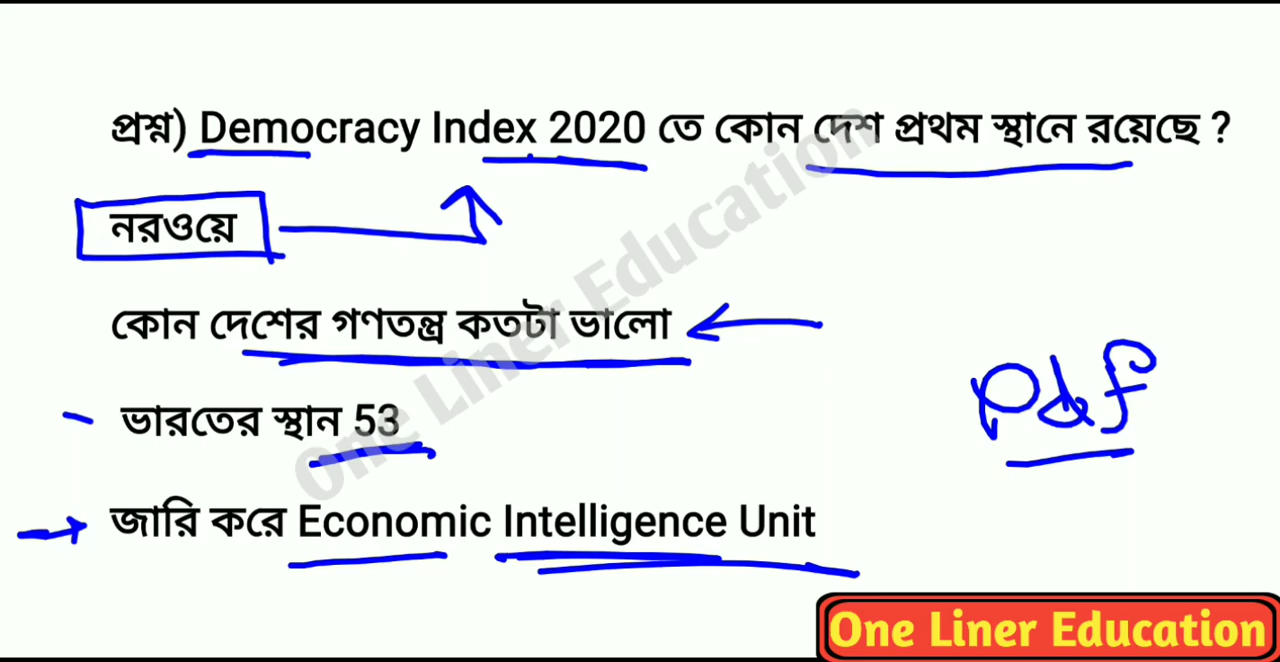 প্রশ্ন) Democracy Index 2020 তে কোন দেশ প্রথম স্থানে রয়েছে ?
নরওয়ে
কোন দেশের গণতন্ত্র কতটা ভালো
ভারতের স্থান 53
Pdf
জারি করে Economic Intelligence Unit
One Liner Education
One Liner Education